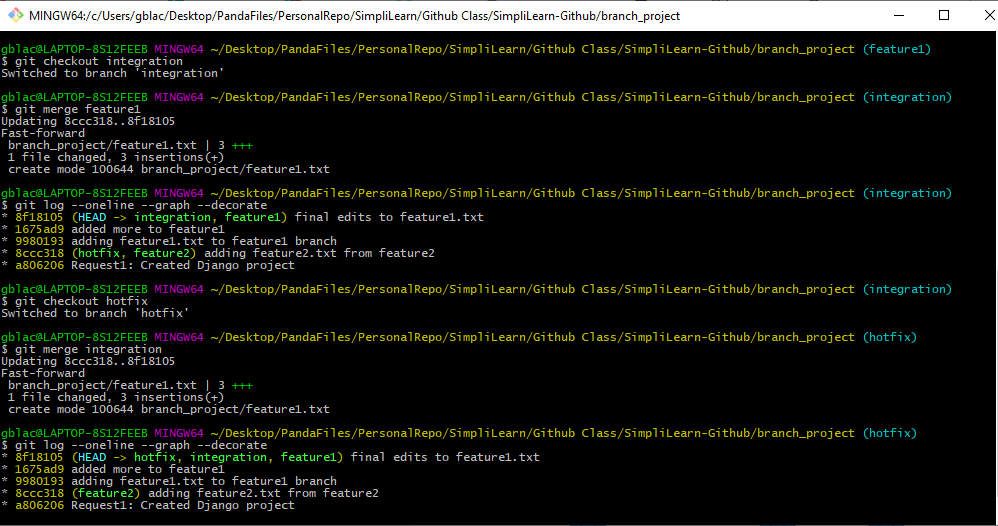 MINGW64:/c/Users/gblac/Desktop/PandaFiles/PersonalRepo/SimpliLearn/Github Class/SimpliLearn-Github/branch_project
gblac@LAPTOP-8S12FEEB MINGW64 ~/Desktop/PandaFiles/PersonalRepo/SimpliLearn/Github Class/SimpliLearn-Github/branch_project (feature1)
$ git checkout integration
Switched to branch 'integration'
gblac@LAPTOP-8S12FEEB MINGW64 ~/Desktop/PandaFiles/PersonalRepo/SimpliLearn/Github Class/SimpliLearn-Github/branch_project (integration)
$ git merge feature1
Updating 8ccc318..8f18105
Fast-forward
 branch_project/feature1.txt | 3 +++
 1 file changed, 3 insertions(+)
 create mode 100644 branch_project/feature1.txt
gblac@LAPTOP-8S12FEEB MINGW64 ~/Desktop/PandaFiles/PersonalRepo/SimpliLearn/Github Class/SimpliLearn-Github/branch_project (integration)
$ git log --oneline --graph --decorate
* 8f18105 (HEAD -> integration, feature1) final edits to feature1.txt
* 1675ad9 added more to feature1
* 9980193 adding feature1.txt to feature1 branch
* 8ccc318 (hotfix, feature2) adding feature2.txt from feature2
* a806206 Request1: Created Django project
gblac@LAPTOP-8S12FEEB MINGW64 ~/Desktop/PandaFiles/PersonalRepo/SimpliLearn/Github Class/SimpliLearn-Github/branch_project (integration)
$ git checkout hotfix
Switched to branch 'hotfix'
gblac@LAPTOP-8S12FEEB MINGW64 ~/Desktop/PandaFiles/PersonalRepo/SimpliLearn/Github Class/SimpliLearn-Github/branch_project (hotfix)
$ git merge integration
Updating 8ccc318..8f18105
Fast-forward
 branch_project/feature1.txt | 3 +++
 1 file changed, 3 insertions(+)
 create mode 100644 branch_project/feature1.txt
gblac@LAPTOP-8S12FEEB MINGW64 ~/Desktop/PandaFiles/PersonalRepo/SimpliLearn/Github Class/SimpliLearn-Github/branch_project (hotfix)
$ git log --oneline --graph --decorate
* 8f18105 (HEAD -> hotfix, integration, feature1) final edits to feature1.txt
* 1675ad9 added more to feature1
* 9980193 adding feature1.txt to feature1 branch
* 8ccc318 (feature2) adding feature2.txt from feature2
* a806206 Request1: Created Django project